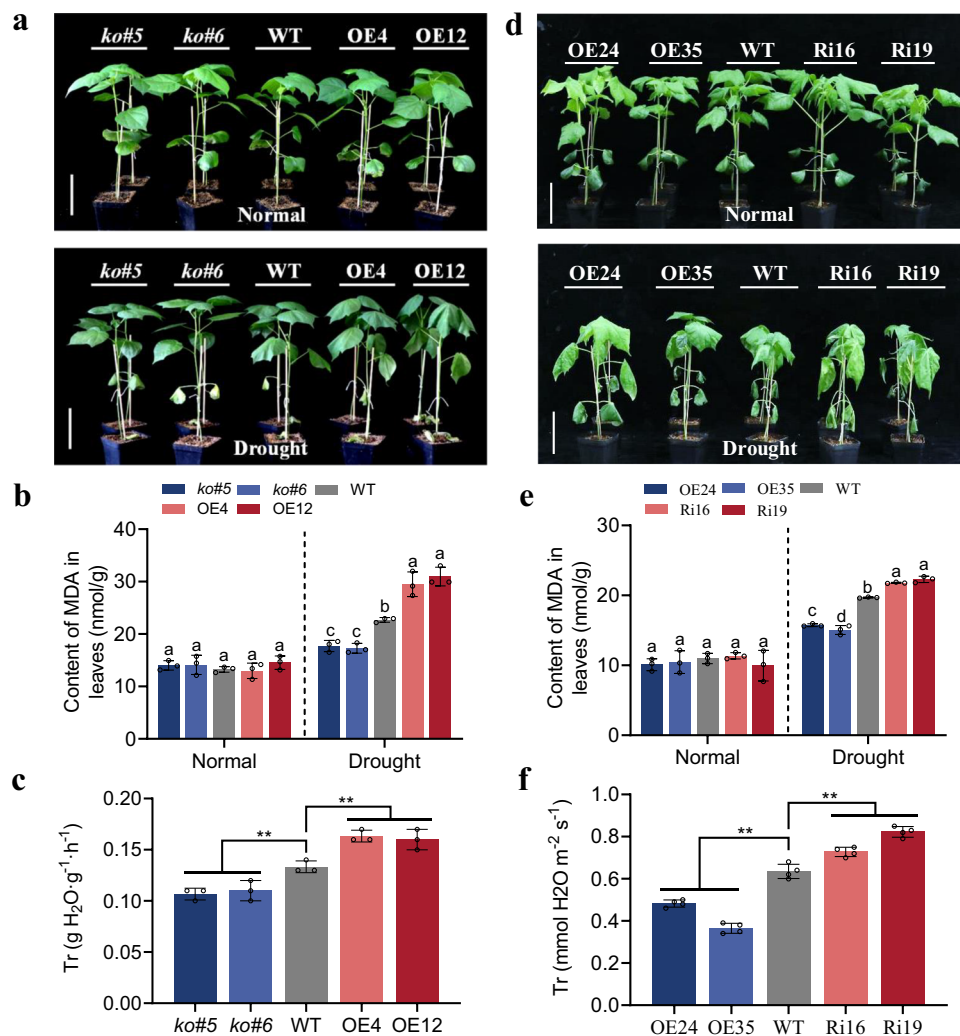 a
ko#5 ko#6 WT OE4 OE12
Normal
ko#5 ko#6 WT OE4 OE12
Drought
b
ko#5 ko#6 WT
OE4 OE12
Content of MDA in
leaves (nmol/g)
40
30
20
10
0
a a a a a
c c b a a
Normal Drought
c
Tr (g H₂O·g⁻¹·h⁻¹)
0.20
0.15
0.10
0.05
0.00
**
**
ko#5 ko#6 WT OE4 OE12
d
OE24 OE35 WT Ri16 Ri19
Normal
OE24 OE35 WT Ri16 Ri19
Drought
e
OE24 OE35 WT
Ri16 Ri19
Content of MDA in
leaves (nmol/g)
30
20
10
0
a a a a a
c d b a a
Normal Drought
f
Tr (mmol H2O m⁻² s⁻¹)
1.0
0.8
0.6
0.4
0.2
0.0
**
**
OE24 OE35 WT Ri16 Ri19